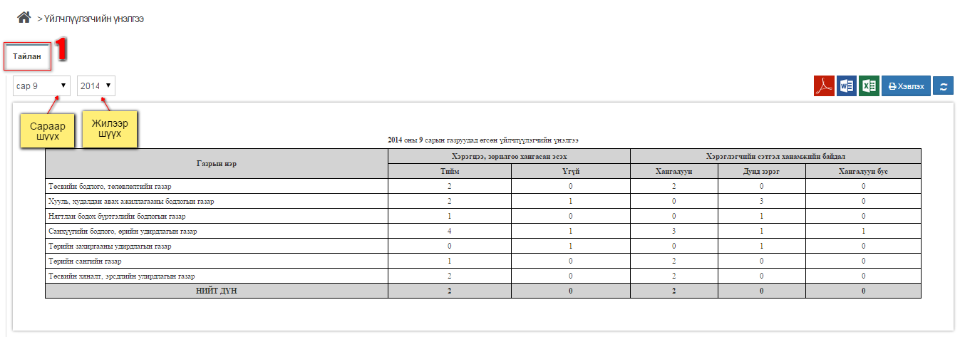 > Үйлчлүүлэгчийн үнэлгээ
Тайлан 1
сар 9 2014
Хэвлэх
Сараар шүүх
Жилээр шүүх
2014 оны 9 сарын газруудад өгсөн үйлчлүүлэгчийн үнэлгээ
Газрын нэр Хэрэгцээ, зорилгоо хангасан эсэх Хэрэглэгчийн сэтгэл ханамжийн байдал
Тийм Үгүй Хангалуун Дунд зэрэг Хангалуун бус
Төсвийн бодлого, төлөвлөлтийн газар 2 0 2 0 0
Хууль, худалдан авах ажиллагааны бодлогын газар 2 1 0 3 0
Нягтлан бодох бүртгэлийн бодлогын газар 1 0 0 1 0
Санхүүгийн бодлого, өрийн удирдлагын газар 4 1 3 1 1
Төрийн захиргааны удирдлагын газар 0 1 0 1 0
Төрийн сангийн газар 1 0 2 0 0
Төсвийн хяналт, эрсдлийн удирдлагын газар 2 0 2 0 0
НИЙТ ДҮН 2 0 2 0 0